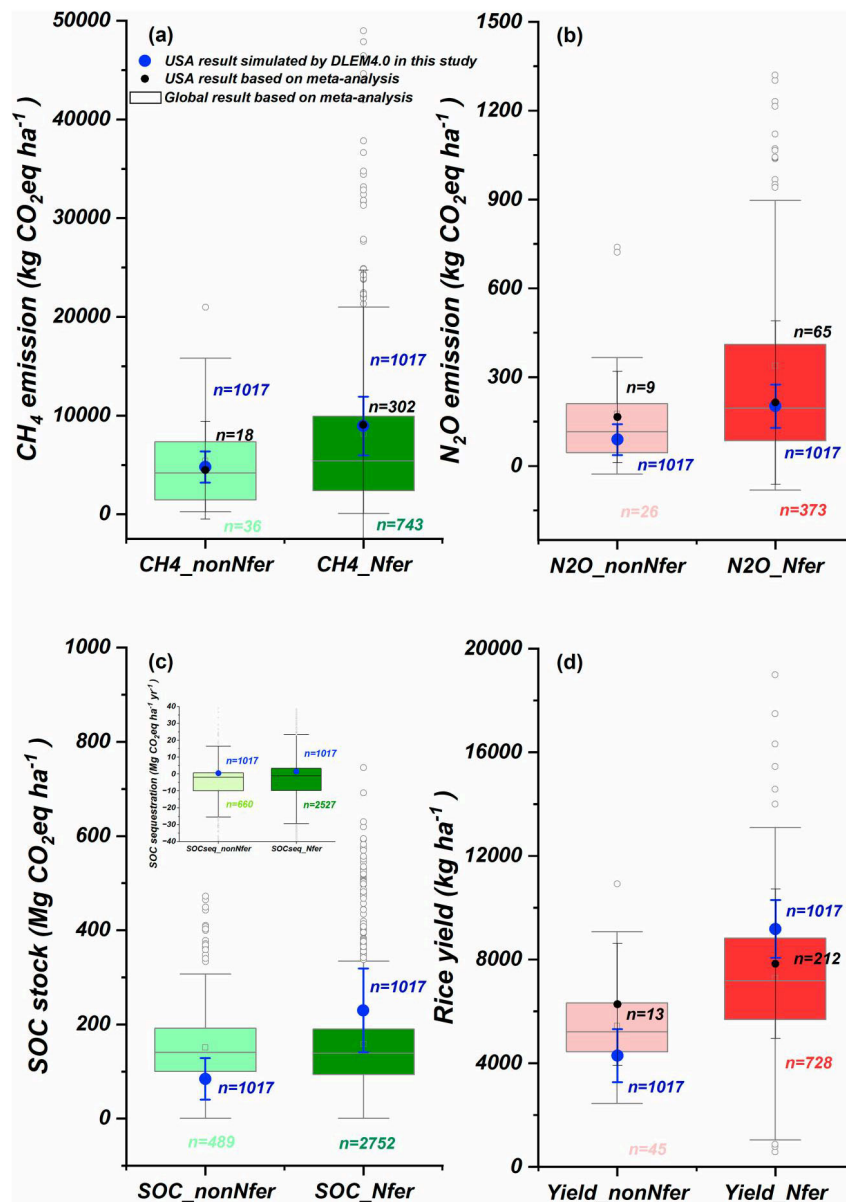 (a)
USA result simulated by DLEM4.0 in this study
USA result based on meta-analysis
Global result based on meta-analysis
CH4 emission (kg CO2eq ha-1)
50000
40000
30000
20000
10000
0
n=1017
n=18
n=36
n=1017
n=302
n=743
CH4_nonNfer
CH4_Nfer
(b)
N2O emission (kg CO2eq ha-1)
1500
1200
900
600
300
0
n=9
n=1017
n=26
n=65
n=1017
n=373
N2O_nonNfer
N2O_Nfer
(c)
SOC stock (Mg CO2eq ha-1)
1000
800
600
400
200
0
SOC sequestration (Mg CO2eq ha-1 yr-1)
40
30
20
10
0
−10
−20
−30
−40
n=1017
n=660
n=1017
n=2527
SOCseq_nonNfer
SOCseq_Nfer
n=1017
n=489
n=1017
n=2752
SOC_nonNfer
SOC_Nfer
(d)
Rice yield (kg ha-1)
20000
16000
12000
8000
4000
0
n=13
n=1017
n=45
n=1017
n=212
n=728
Yield_nonNfer
Yield_Nfer